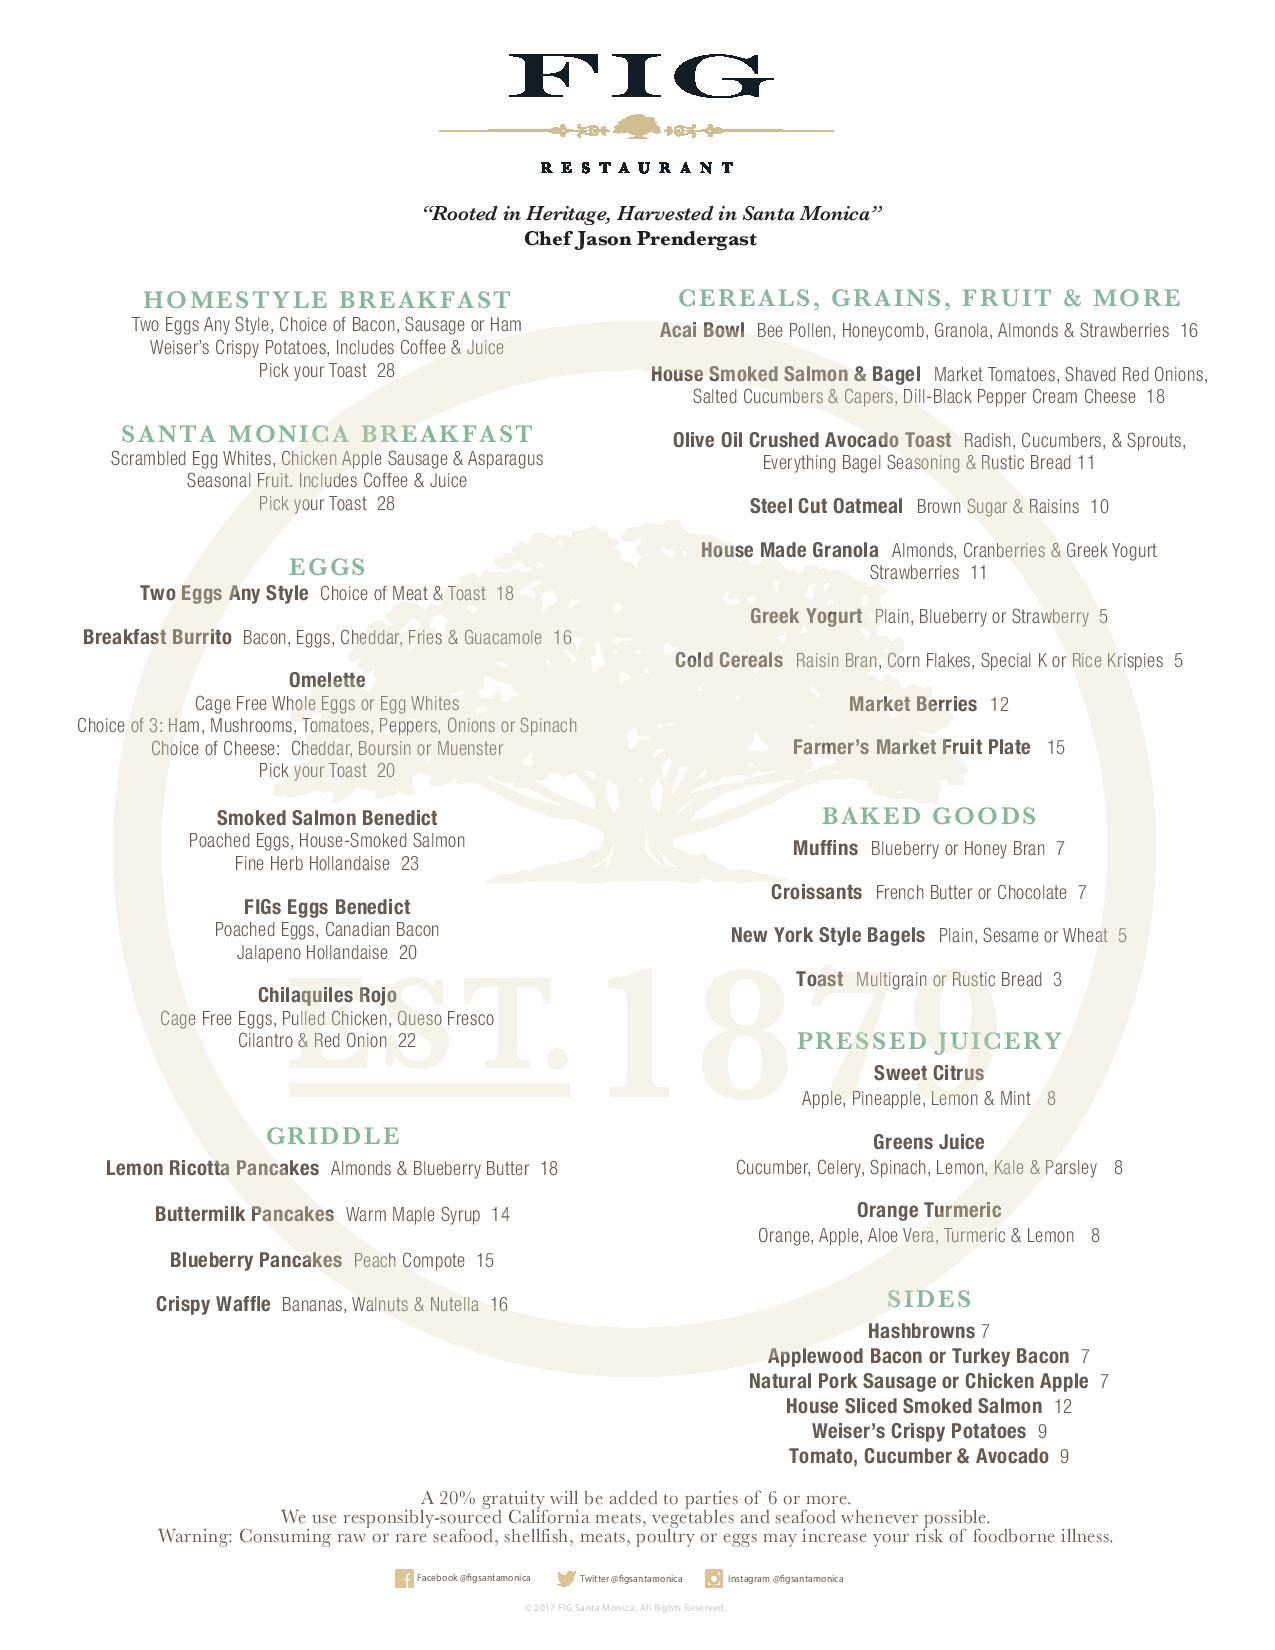 FIG
RESTAURANT
“Rooted in Heritage, Harvested in Santa Monica”
Chef Jason Prendergast
HOMESTYLE BREAKFAST
Two Eggs Any Style, Choice of Bacon, Sausage or Ham
Weiser’s Crispy Potatoes, Includes Coffee & Juice
Pick your Toast 28
SANTA MONICA BREAKFAST
Scrambled Egg Whites, Chicken Apple Sausage & Asparagus
Seasonal Fruit. Includes Coffee & Juice
Pick your Toast 28
EGGS
Two Eggs Any Style Choice of Meat & Toast 18
Breakfast Burrito Bacon, Eggs, Cheddar, Fries & Guacamole 16
Omelette
Cage Free Whole Eggs or Egg Whites
Choice of 3: Ham, Mushrooms, Tomatoes, Peppers, Onions or Spinach
Choice of Cheese: Cheddar, Boursin or Muenster
Pick your Toast 20
Smoked Salmon Benedict
Poached Eggs, House-Smoked Salmon
Fine Herb Hollandaise 23
FIGs Eggs Benedict
Poached Eggs, Canadian Bacon
Jalapeno Hollandaise 20
Chilaquiles Rojo
Cage Free Eggs, Pulled Chicken, Queso Fresco
Cilantro & Red Onion 22
GRIDDLE
Lemon Ricotta Pancakes Almonds & Blueberry Butter 18
Buttermilk Pancakes Warm Maple Syrup 14
Blueberry Pancakes Peach Compote 15
Crispy Waffle Bananas, Walnuts & Nutella 16
CEREALS, GRAINS, FRUIT & MORE
Acai Bowl Bee Pollen, Honeycomb, Granola, Almonds & Strawberries 16
House Smoked Salmon & Bagel Market Tomatoes, Shaved Red Onions,
Salted Cucumbers & Capers, Dill-Black Pepper Cream Cheese 18
Olive Oil Crushed Avocado Toast Radish, Cucumbers, & Sprouts,
Everything Bagel Seasoning & Rustic Bread 11
Steel Cut Oatmeal Brown Sugar & Raisins 10
House Made Granola Almonds, Cranberries & Greek Yogurt
Strawberries 11
Greek Yogurt Plain, Blueberry or Strawberry 5
Cold Cereals Raisin Bran, Corn Flakes, Special K or Rice Krispies 5
Market Berries 12
Farmer’s Market Fruit Plate 15
BAKED GOODS
Muffins Blueberry or Honey Bran 7
Croissants French Butter or Chocolate 7
New York Style Bagels Plain, Sesame or Wheat 5
Toast Multigrain or Rustic Bread 3
PRESSED JUICERY
Sweet Citrus
Apple, Pineapple, Lemon & Mint 8
Greens Juice
Cucumber, Celery, Spinach, Lemon, Kale & Parsley 8
Orange Turmeric
Orange, Apple, Aloe Vera, Turmeric & Lemon 8
SIDES
Hashbrowns 7
Applewood Bacon or Turkey Bacon 7
Natural Pork Sausage or Chicken Apple 7
House Sliced Smoked Salmon 12
Weiser’s Crispy Potatoes 9
Tomato, Cucumber & Avocado 9
EST. 1879
A 20% gratuity will be added to parties of 6 or more.
We use responsibly-sourced California meats, vegetables and seafood whenever possible.
Warning: Consuming raw or rare seafood, shellfish, meats, poultry or eggs may increase your risk of foodborne illness.
Facebook @figsantamonica Twitter @figsantamonica Instagram @figsantamonica
© 2017 FIG Santa Monica. All Rights Reserved.